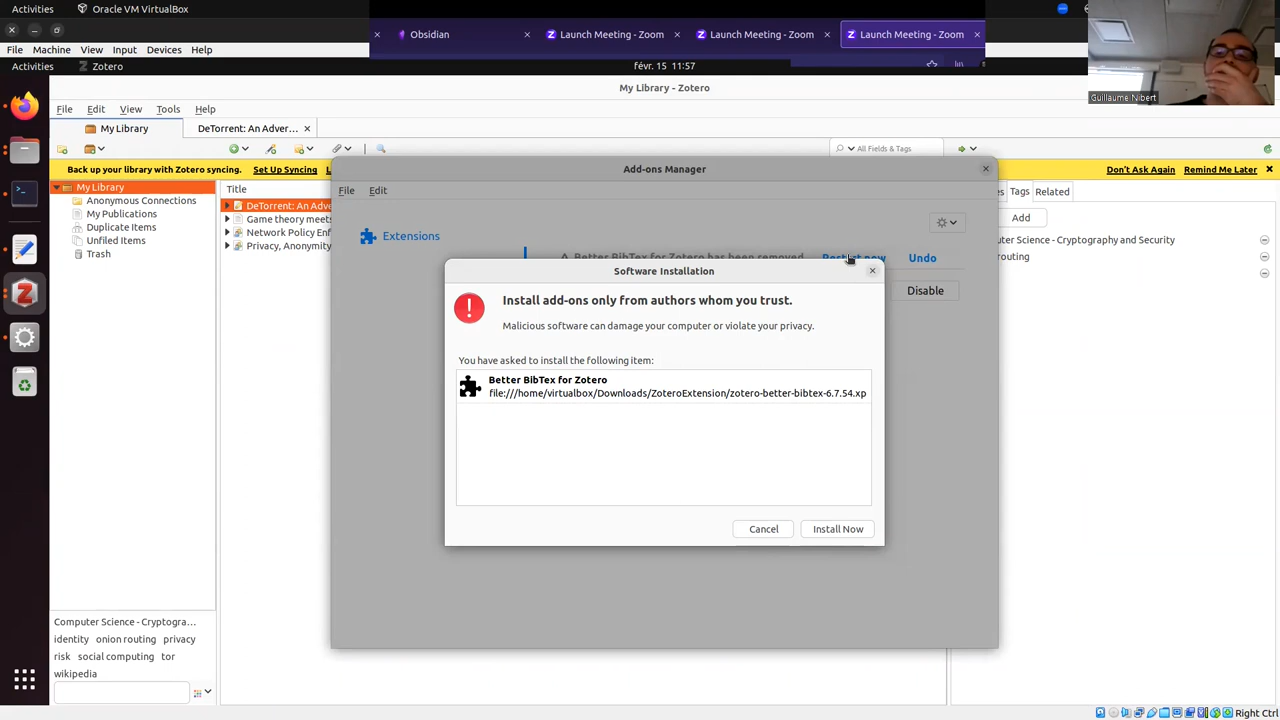 Activities
Oracle VM VirtualBox
Obsidian
Launch Meeting - Zoom
Launch Meeting - Zoom
Launch Meeting - Zoom
File Machine View Input Devices Help
Activities
Zotero
févr. 15 11:57
Guillaume Nibert
My Library - Zotero
File Edit View Tools Help
My Library
DeTorrent: An Adver...
All Fields & Tags
Back up your library with Zotero syncing. Set Up Syncing
Don't Ask Again Remind Me Later
Add-ons Manager
My Library
Anonymous Connections
My Publications
Duplicate Items
Unfiled Items
Trash
Title
DeTorrent: An Adve
Game theory meets
Network Policy Enf
Privacy, Anonymity
File Edit
Extensions
Better BibTex for Zotero has been removed
Restart now
Undo
Disable
Tags Related
Add
uter Science - Cryptography and Security
routing
Software Installation
Install add-ons only from authors whom you trust.
Malicious software can damage your computer or violate your privacy.
You have asked to install the following item:
Better BibTex for Zotero
file:///home/virtualbox/Downloads/ZoteroExtension/zotero-better-bibtex-6.7.54.xp
Cancel
Install Now
Computer Science - Cryptogra...
identity onion routing privacy
risk social computing tor
wikipedia
Right Ctrl